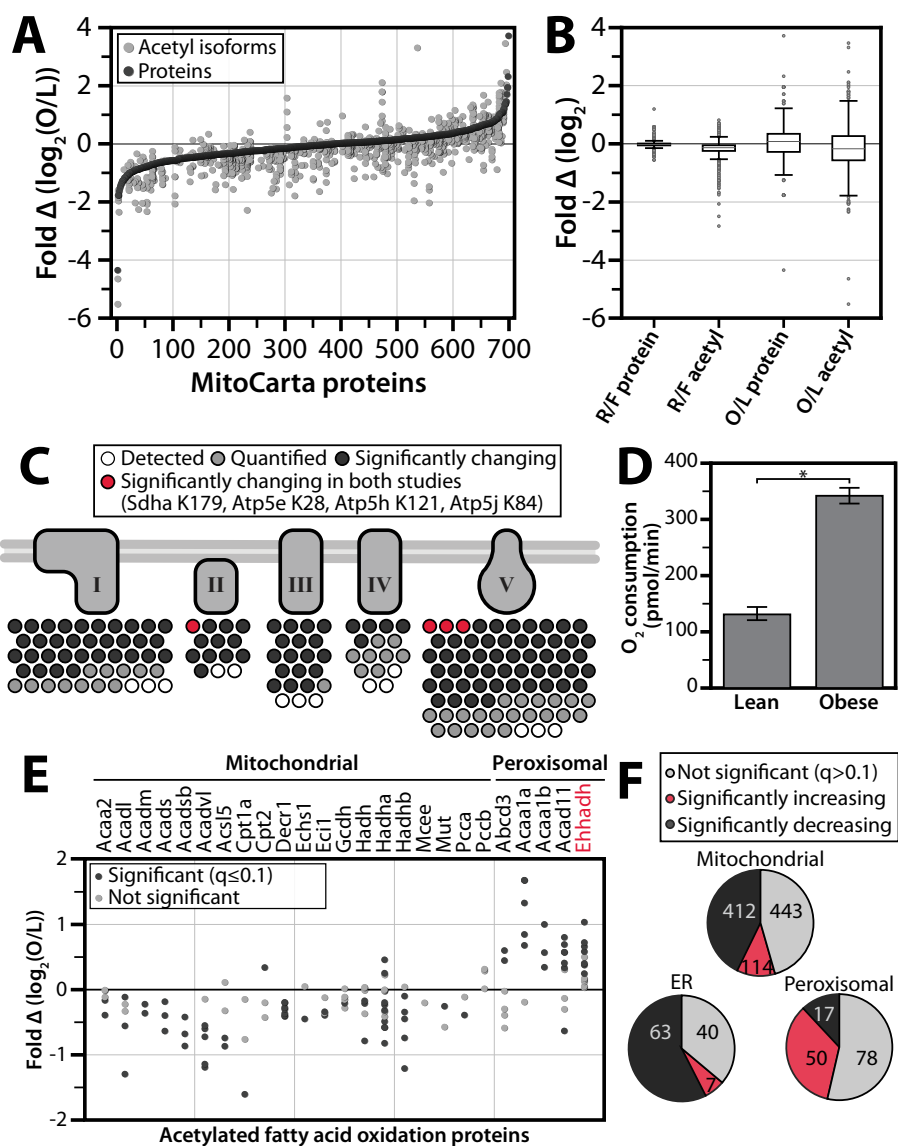 A
4
2
0
-2
-4
-6
Fold Δ (log2(O/L))
Acetyl isoforms
Proteins
0 100 200 300 400 500 600 700
MitoCarta proteins
B
4
2
0
-2
-4
-6
Fold Δ (log2)
R/F protein
R/F acetyl
O/L protein
O/L acetyl
C
Detected Quantified Significantly changing
Significantly changing in both studies
(Sdha K179, Atp5e K28, Atp5h K121, Atp5j K84)
I II III IV V
D
400
300
200
100
0
O2 consumption
(pmol/min)
*
Lean Obese
E
Mitochondrial Peroxisomal
Acaa2
Acadl
Acadm
Acads
Acadsb
Acadvl
Acsl5
Cpt1a
Cpt2
Decr1
Echs1
Eci1
Gcdh
Hadh
Hadha
Hadhb
Mcee
Mut
Pcca
Pccb
Abcd3
Acaa1a
Acaa1b
Acad11
Ehhadh
2
1
0
-1
-2
Fold Δ (log2(O/L))
Significant (q≤0.1)
Not significant
Acetylated fatty acid oxidation proteins
F
Not significant (q>0.1)
Significantly increasing
Significantly decreasing
Mitochondrial
412 443
114
ER
63 40
7
Peroxisomal
17
50 78